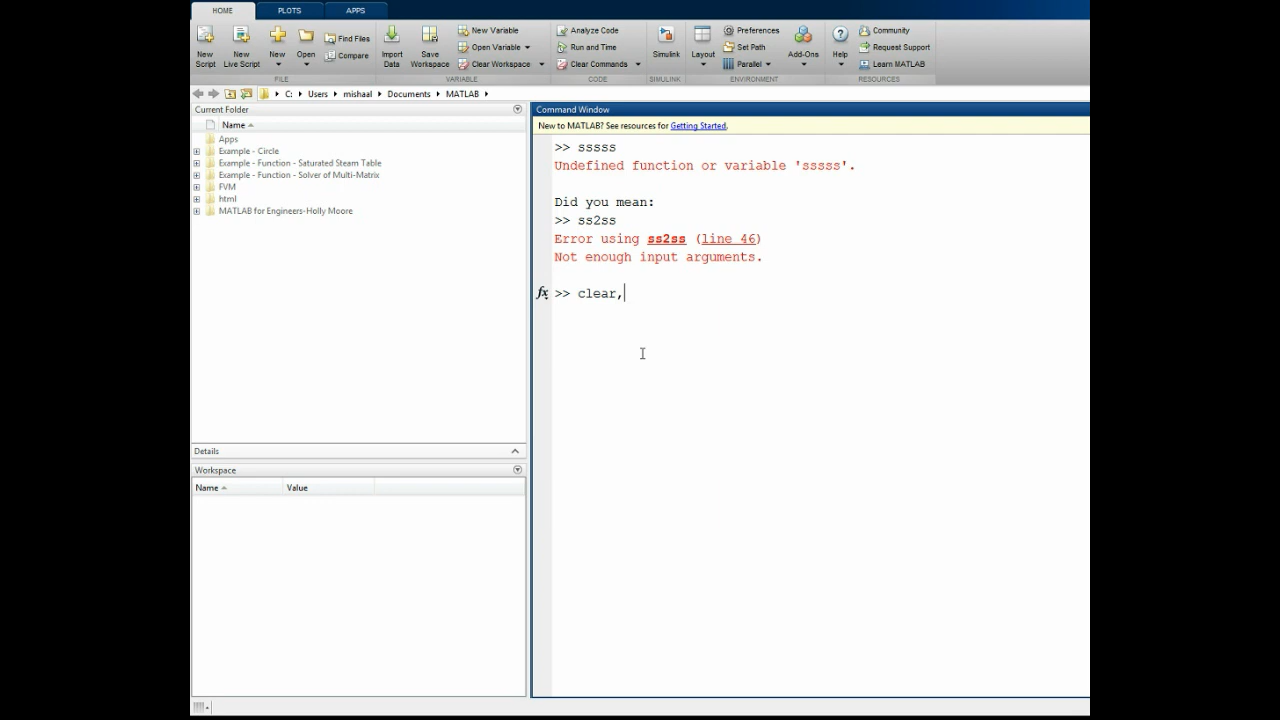 HOME PLOTS APPS
New Script
New Live Script
New
Open
Find Files
Compare
Import Data
Save Workspace
New Variable
Open Variable
Clear Workspace
Analyze Code
Run and Time
Clear Commands
Simulink
Layout
Preferences
Set Path
Parallel
Add-Ons
Help
Community
Request Support
Learn MATLAB
FILE VARIABLE CODE SIMULINK ENVIRONMENT RESOURCES
C: Users mishaal Documents MATLAB
Current Folder
Name
Apps
Example - Circle
Example - Function - Saturated Steam Table
Example - Function - Solver of Multi-Matrix
FVM
html
MATLAB for Engineers-Holly Moore
Details
Workspace
Name Value
Command Window
New to MATLAB? See resources for Getting Started.
>> sssss
Undefined function or variable 'sssss'.
Did you mean:
>> ss2ss
Error using ss2ss (line 46)
Not enough input arguments.
fx >> clear,